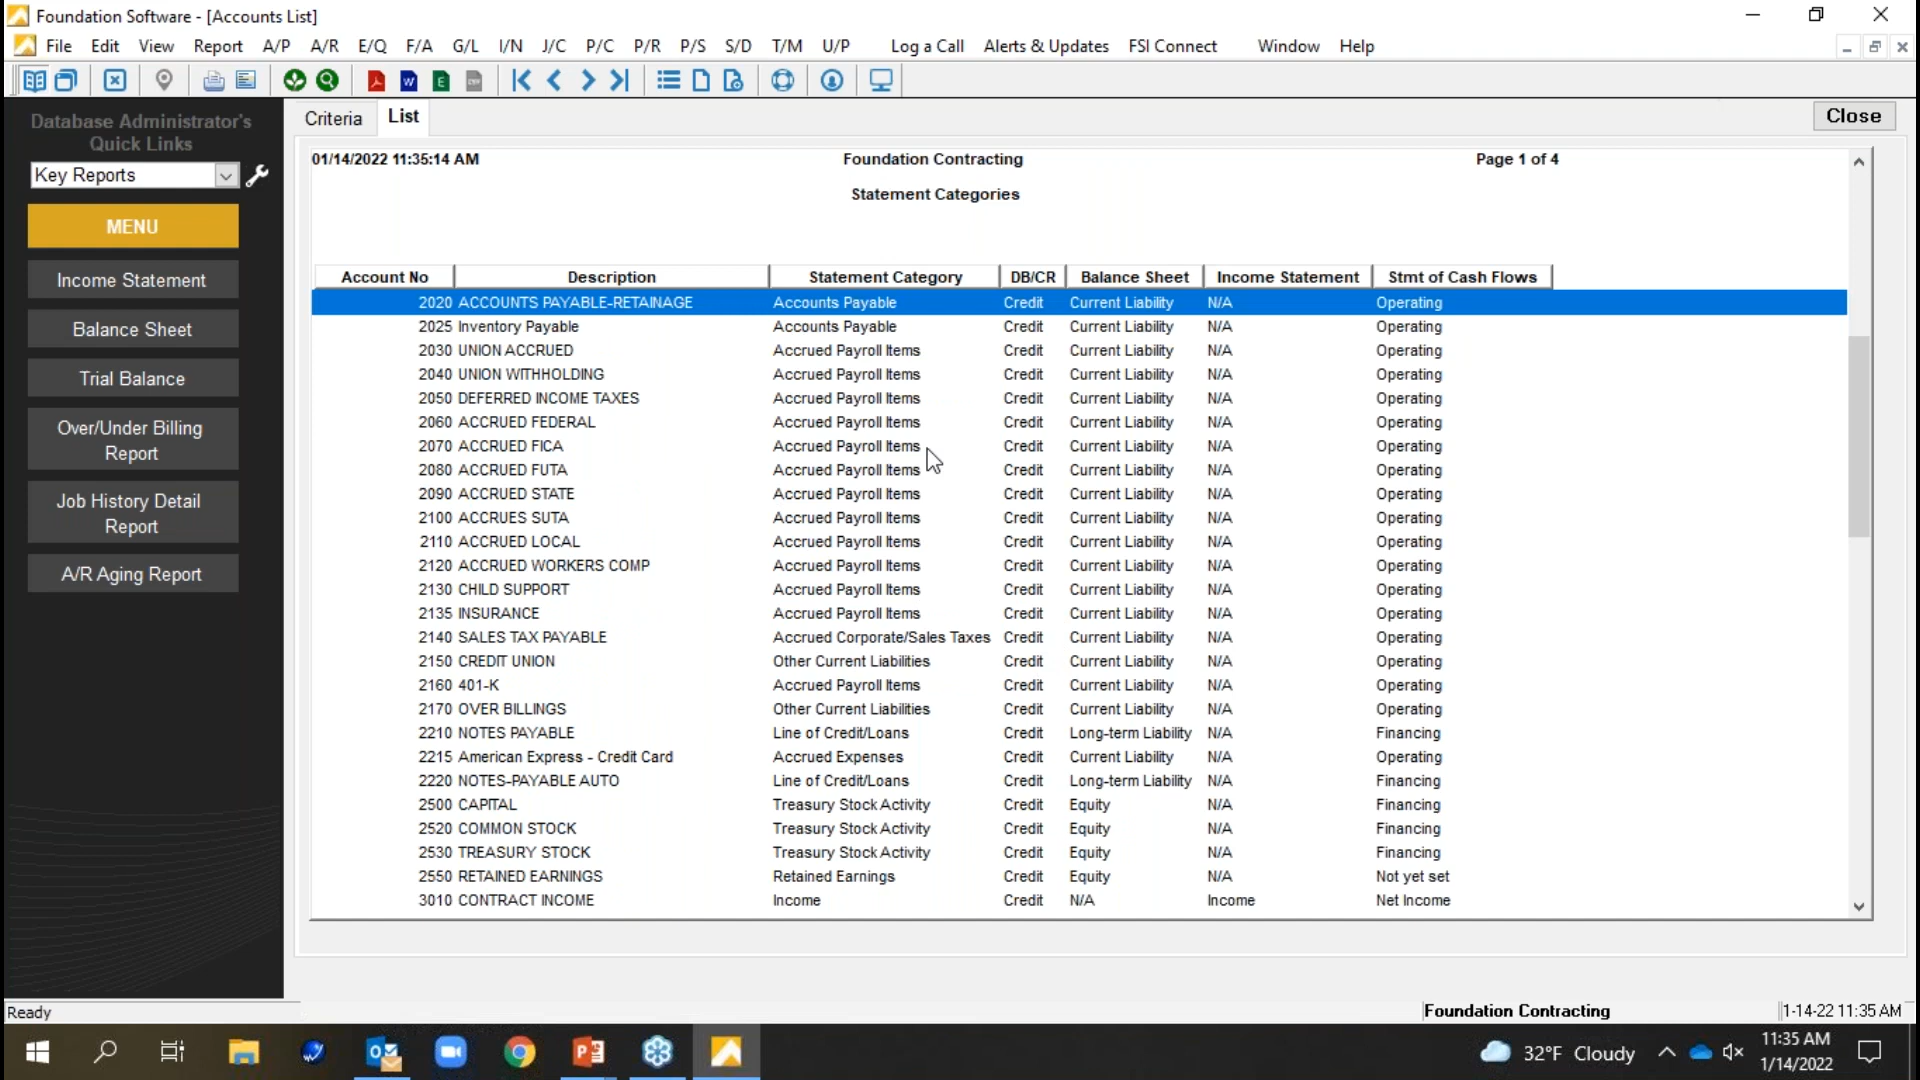 Foundation Software - [Accounts List]
File Edit View Report A/P A/R E/Q F/A G/L I/N J/C P/C P/R P/S S/D T/M U/P Log a Call Alerts & Updates FSI Connect Window Help
Database Administrator's
Quick Links
Key Reports
MENU
Income Statement
Balance Sheet
Trial Balance
Over/Under Billing
Report
Job History Detail
Report
A/R Aging Report
Criteria List Close
01/14/2022 11:35:14 AM Foundation Contracting Page 1 of 4
Statement Categories
Account No Description Statement Category DB/CR Balance Sheet Income Statement Stmt of Cash Flows
2020 ACCOUNTS PAYABLE-RETAINAGE Accounts Payable Credit Current Liability N/A Operating
2025 Inventory Payable Accounts Payable Credit Current Liability N/A Operating
2030 UNION ACCRUED Accrued Payroll Items Credit Current Liability N/A Operating
2040 UNION WITHHOLDING Accrued Payroll Items Credit Current Liability N/A Operating
2050 DEFERRED INCOME TAXES Accrued Payroll Items Credit Current Liability N/A Operating
2060 ACCRUED FEDERAL Accrued Payroll Items Credit Current Liability N/A Operating
2070 ACCRUED FICA Accrued Payroll Items Credit Current Liability N/A Operating
2080 ACCRUED FUTA Accrued Payroll Items Credit Current Liability N/A Operating
2090 ACCRUED STATE Accrued Payroll Items Credit Current Liability N/A Operating
2100 ACCRUES SUTA Accrued Payroll Items Credit Current Liability N/A Operating
2110 ACCRUED LOCAL Accrued Payroll Items Credit Current Liability N/A Operating
2120 ACCRUED WORKERS COMP Accrued Payroll Items Credit Current Liability N/A Operating
2130 CHILD SUPPORT Accrued Payroll Items Credit Current Liability N/A Operating
2135 INSURANCE Accrued Payroll Items Credit Current Liability N/A Operating
2140 SALES TAX PAYABLE Accrued Corporate/Sales Taxes Credit Current Liability N/A Operating
2150 CREDIT UNION Other Current Liabilities Credit Current Liability N/A Operating
2160 401-K Accrued Payroll Items Credit Current Liability N/A Operating
2170 OVER BILLINGS Other Current Liabilities Credit Current Liability N/A Operating
2210 NOTES PAYABLE Line of Credit/Loans Credit Long-term Liability N/A Financing
2215 American Express - Credit Card Accrued Expenses Credit Current Liability N/A Operating
2220 NOTES-PAYABLE AUTO Line of Credit/Loans Credit Long-term Liability N/A Financing
2500 CAPITAL Treasury Stock Activity Credit Equity N/A Financing
2520 COMMON STOCK Treasury Stock Activity Credit Equity N/A Financing
2530 TREASURY STOCK Treasury Stock Activity Credit Equity N/A Financing
2550 RETAINED EARNINGS Retained Earnings Credit Equity N/A Not yet set
3010 CONTRACT INCOME Income Credit N/A Income Net Income
Ready Foundation Contracting 1-14-22 11:35 AM
32°F Cloudy 11:35 AM
1/14/2022